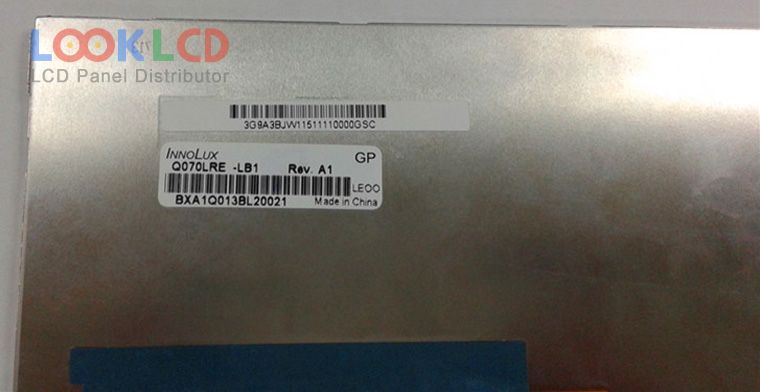 LOOKLCD
LCD Panel Distributor
3G9A3BJW11511110000GSC
INNOLUX GP
Q070LRE -LB1 Rev. A1
LEOO
BXA1Q013BL20021 Made in China